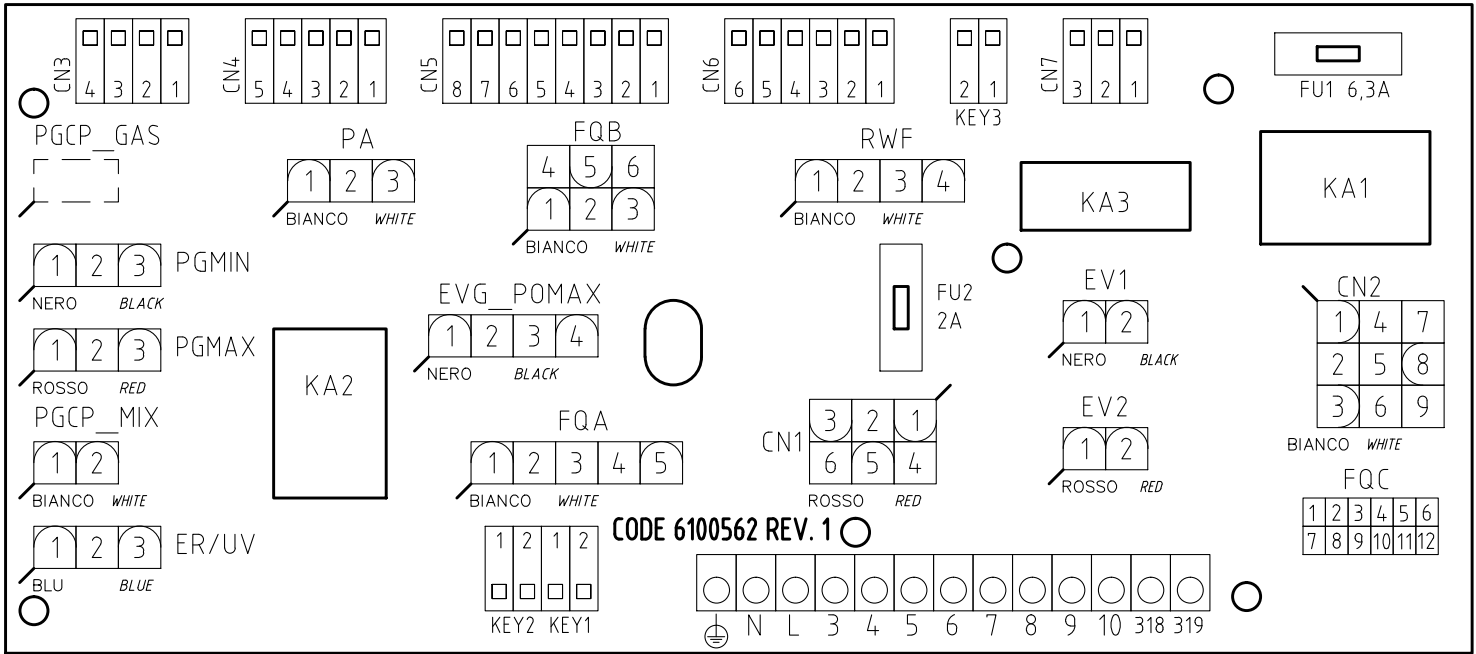 CN3
4 3 2 1
CN4
5 4 3 2 1
CN5
8 7 6 5 4 3 2 1
CN6
6 5 4 3 2 1
2 1
KEY3
CN7
3 2 1
FU1 6,3A
PGCP_GAS
PA
1 2 3
BIANCO WHITE
FQB
4 5 6
1 2 3
BIANCO WHITE
RWF
1 2 3 4
BIANCO WHITE
KA3
KA1
1 2 3 PGMIN
NERO BLACK
1 2 3 PGMAX
ROSSO RED
KA2
EVG_POMAX
1 2 3 4
NERO BLACK
FU2
2A
EV1
1 2
NERO BLACK
CN2
1 4 7
2 5 8
3 6 9
BIANCO WHITE
PGCP_MIX
1 2
BIANCO WHITE
FQA
1 2 3 4 5
BIANCO WHITE
CN1
3 2 1
6 5 4
ROSSO RED
EV2
1 2
ROSSO RED
FQC
1 2 3 4 5 6
7 8 9 10 11 12
1 2 3 ER/UV
BLU BLUE
CODE 6100562 REV. 1
1 2 1 2
KEY2 KEY1
N L 3 4 5 6 7 8 9 10 318 319